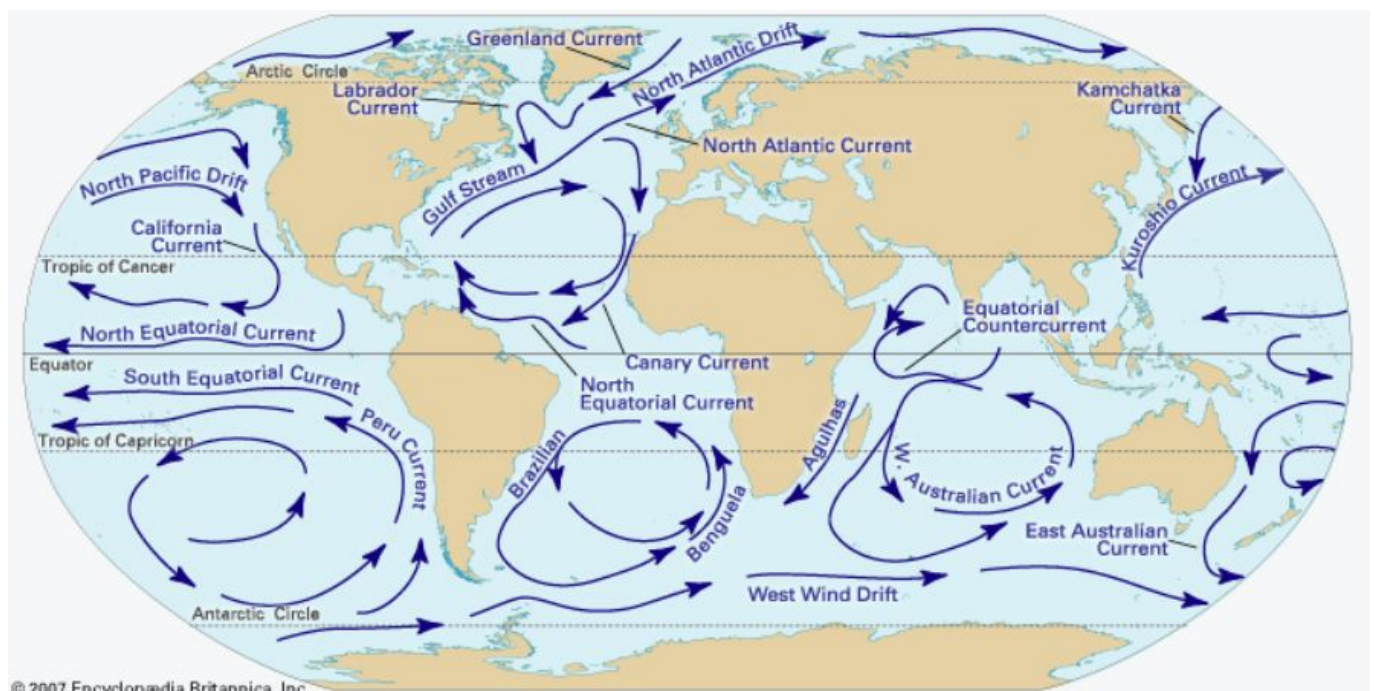 Greenland Current
North Atlantic Drift
Arctic Circle
Labrador
Current
Kamchatka
Current
North Atlantic Current
North Pacific Drift
Gulf Stream
Kuroshio Current
California
Current
Tropic of Cancer
Equatorial
Countercurrent
North Equatorial Current
Equator
Canary Current
South Equatorial Current
North
Equatorial Current
Peru Current
Agulhas
Tropic of Capricorn
Brazilian
W. Australian Current
Benguela
East Australian
Current
West Wind Drift
Antarctic Circle
© 2007 Encyclopædia Britannica, Inc.